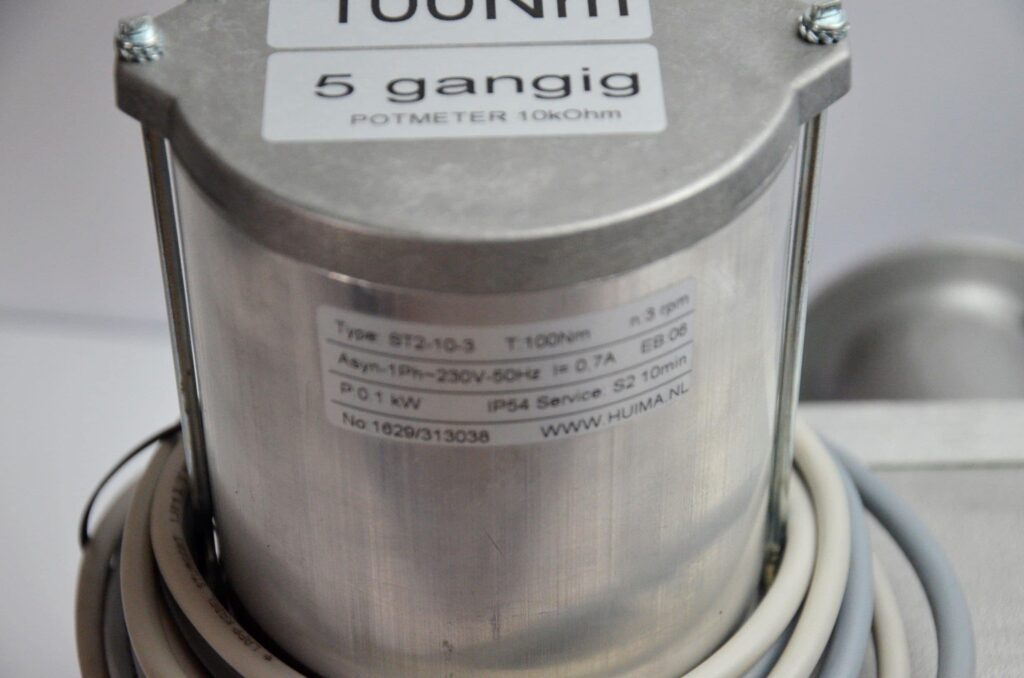 100Nm
5 gangig
POTMETER 10kOhm
Type: ST2-10-3 T:100Nm n:3 rpm
Asyn-1Ph~230V-50Hz I= 0,7A EB:06
P:0.1 kW IP54 Service. S2 10min
No:1629/313038 WWW.HUIMA.NL